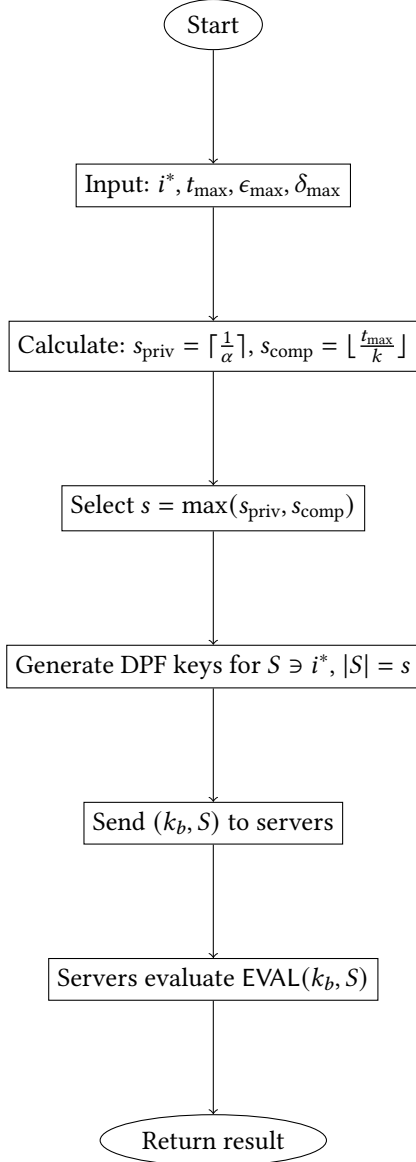 Start
Input: i*, t_max, ϵ_max, δ_max
Calculate: s_priv = ⌈1/α⌉, s_comp = ⌊t_max/k⌋
Select s = max(s_priv, s_comp)
Generate DPF keys for S ∋ i*, |S| = s
Send (k_b, S) to servers
Servers evaluate EVAL(k_b, S)
Return result